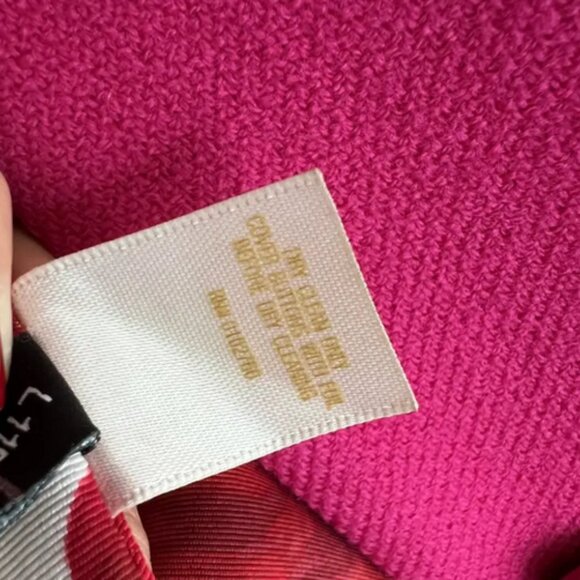 DRY CLEAN ONLY
COVER BUTTONS WITH FOIL
BEFORE DRY CLEANING